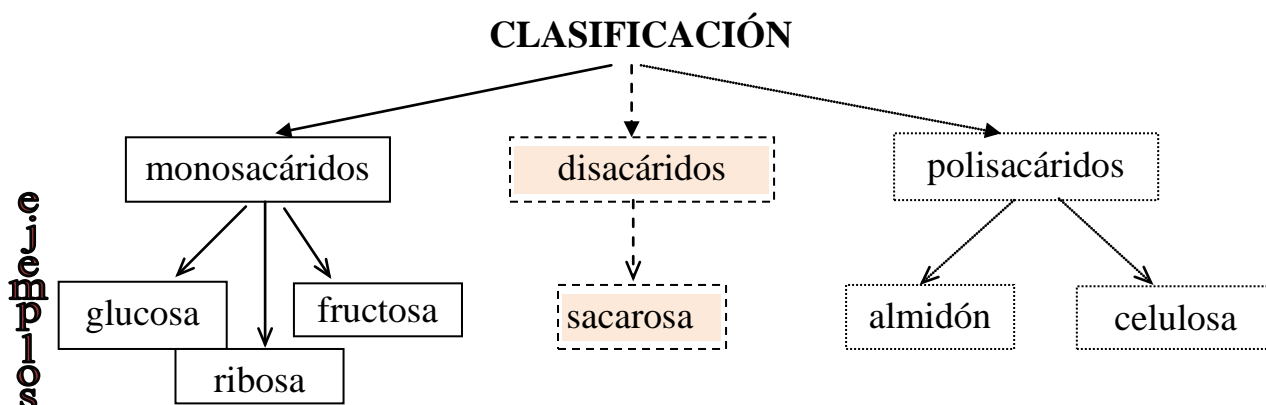 CLASIFICACIÓN
monosacáridos
disacáridos
polisacáridos
ejemplos
glucosa
ribosa
fructosa
sacarosa
almidón
celulosa